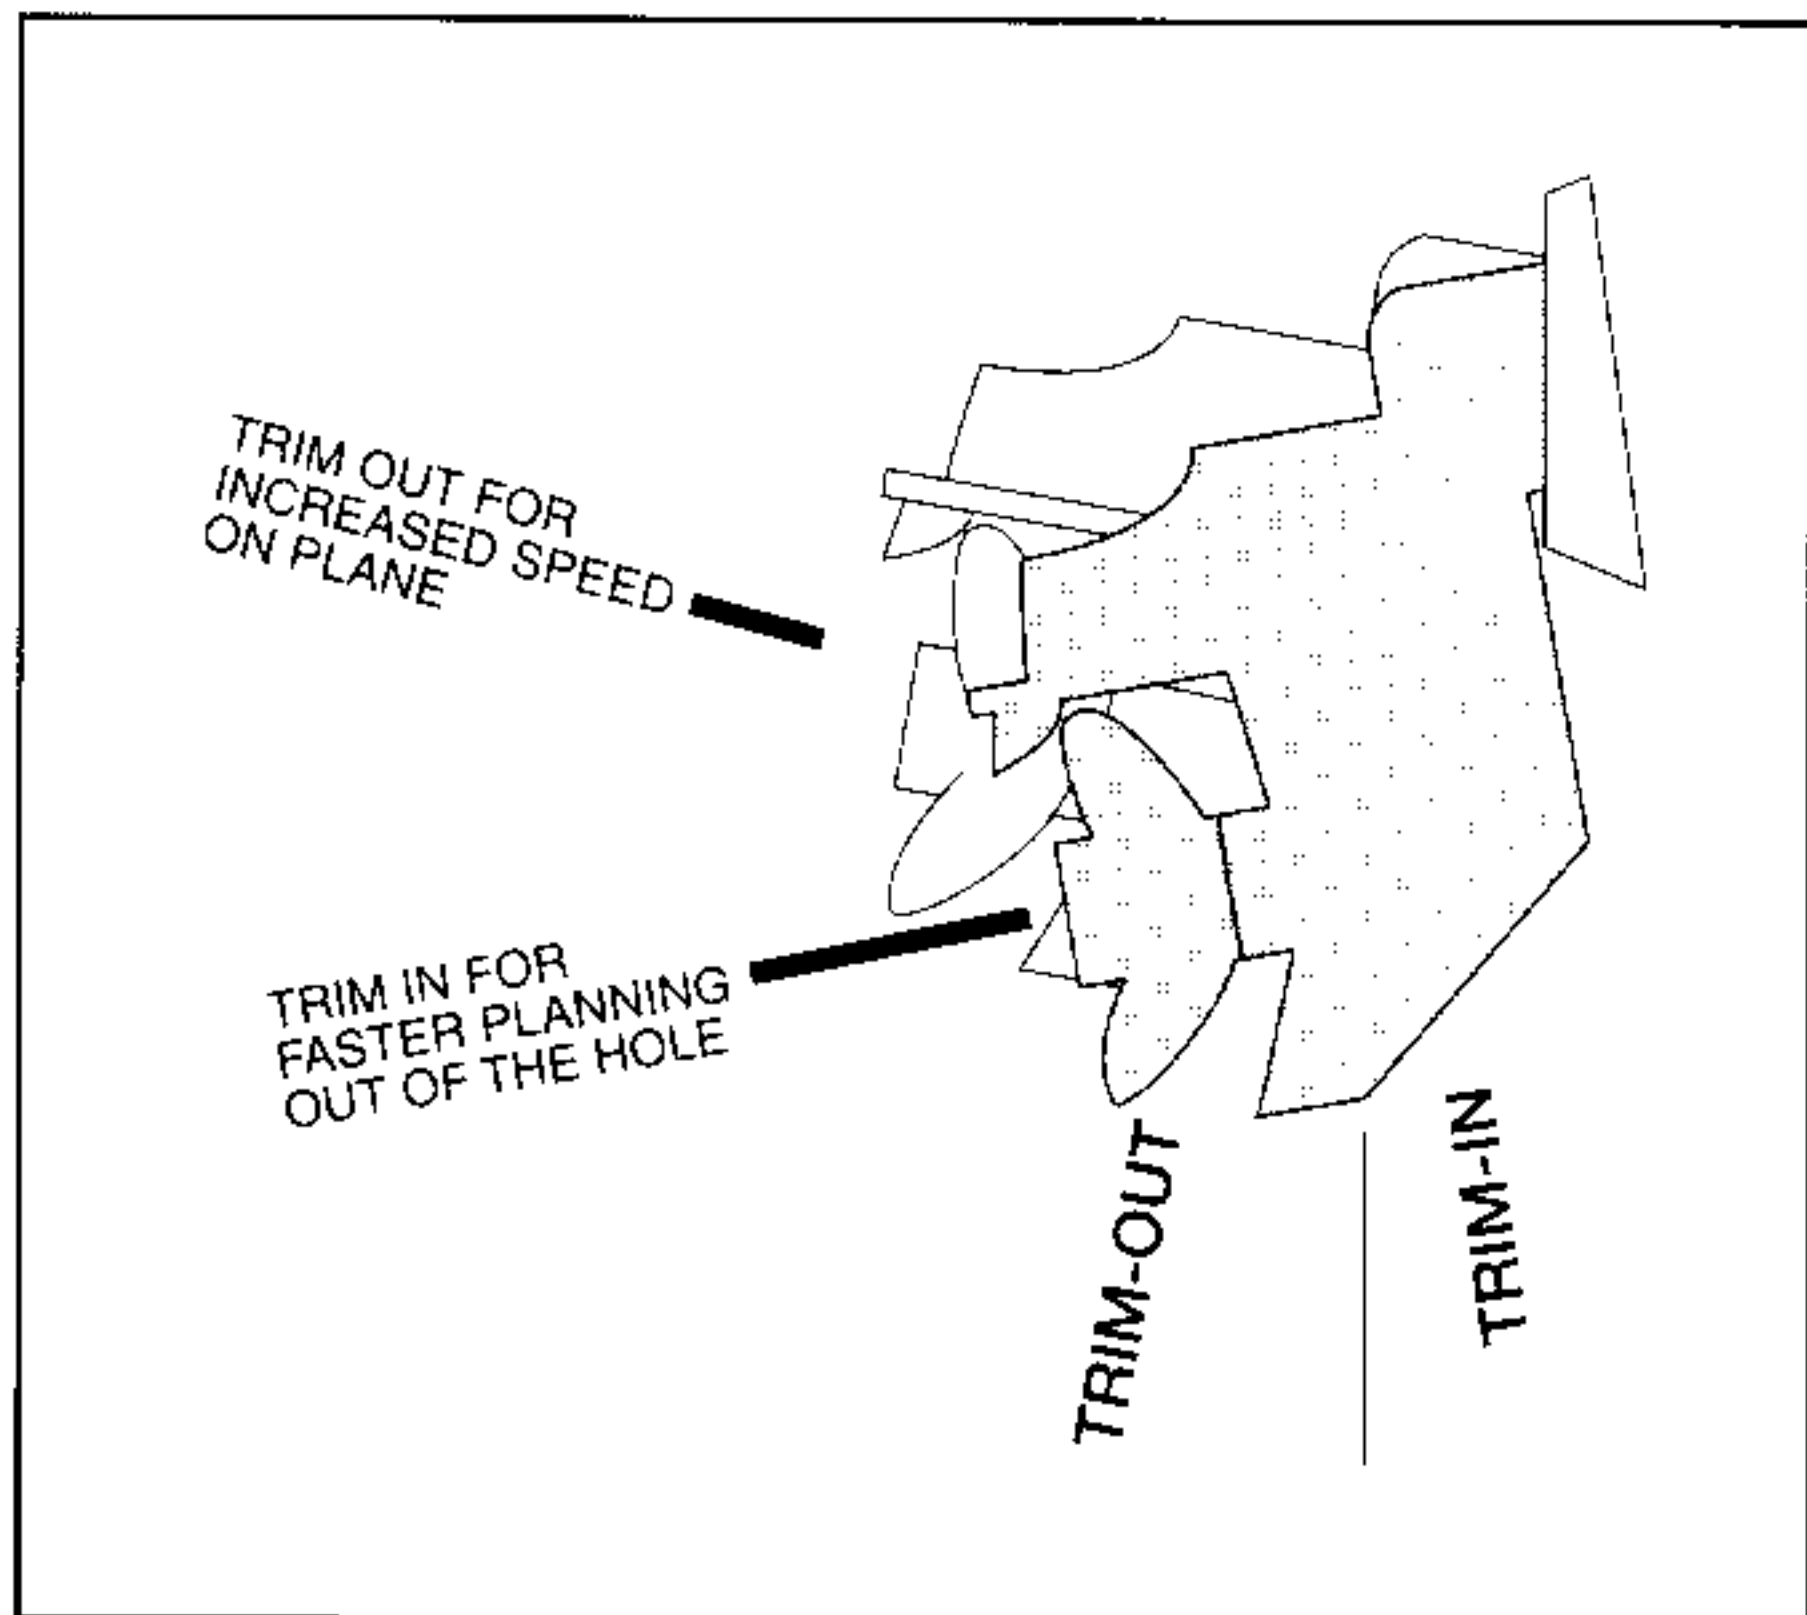 TRIM OUT FOR
INCREASED SPEED
ON PLANE
TRIM IN FOR
FASTER PLANNING
OUT OF THE HOLE
TRIM-OUT
TRIM-IN